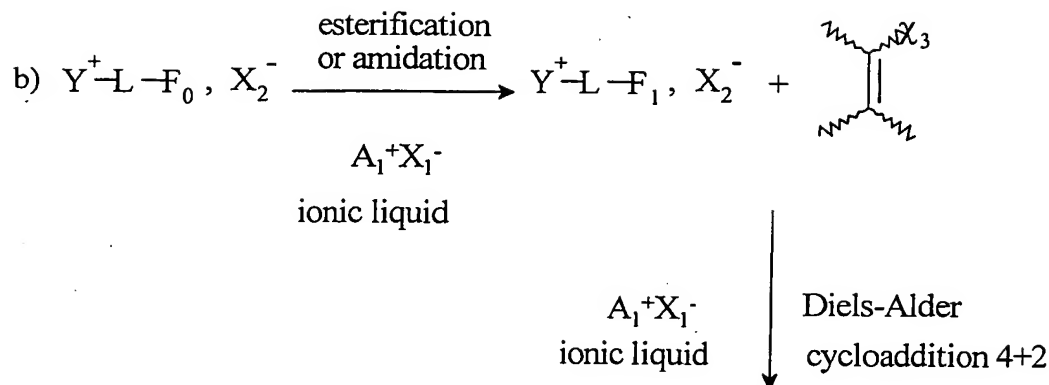 esterification
or amidation
b) Y⁺–L–F₀ , X₂⁻ Y⁺–L–F₁ , X₂⁻ + χ₃
A₁⁺X₁⁻
ionic liquid
A₁⁺X₁⁻ Diels-Alder
ionic liquid cycloaddition 4+2